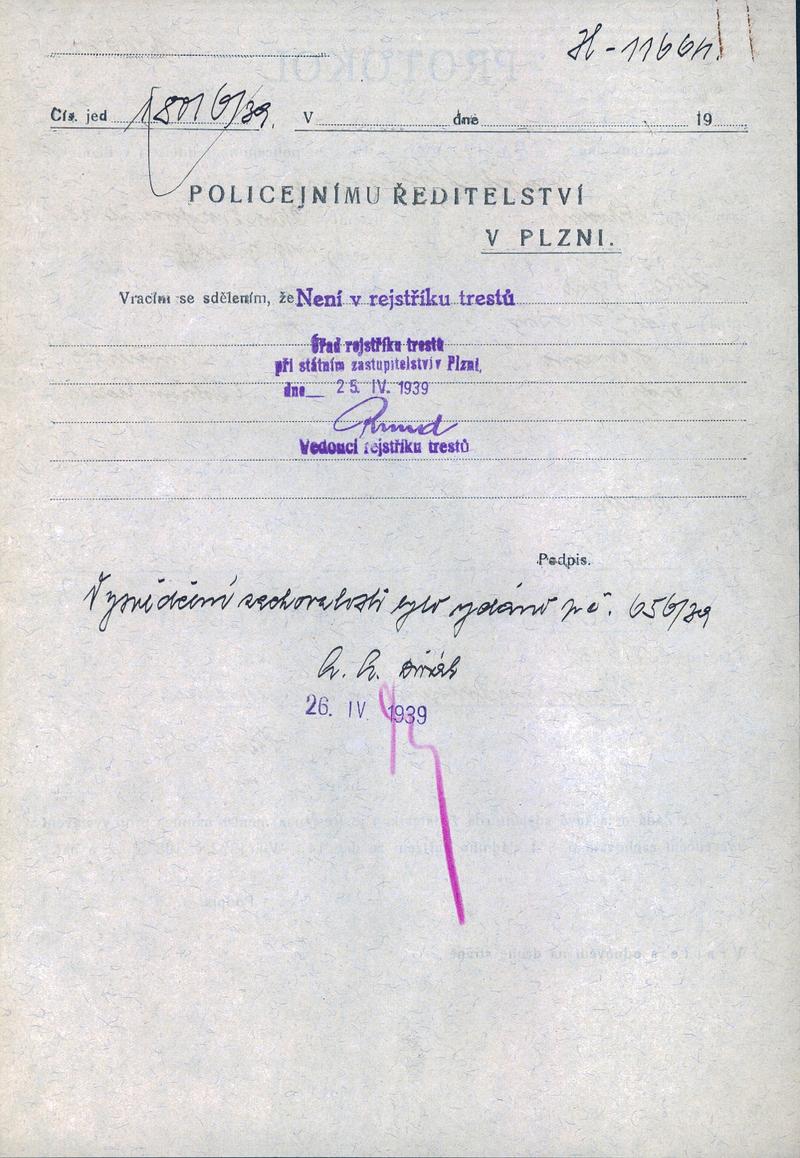 H - 11664.
Čís. jed 1801/39. V dne 19
POLICEJNÍMU ŘEDITELSTVÍ
V PLZNI.
Vracím se sdělením, že Není v rejstříku trestů
Úřad rejstříku trestů
při státním zastupitelství v Plzni,
dne 25. IV. 1939
Vedoucí rejstříku trestů
Podpis.
Vysvědčení zachovalosti bylo vydáno pč. 656/39
26. IV 1939